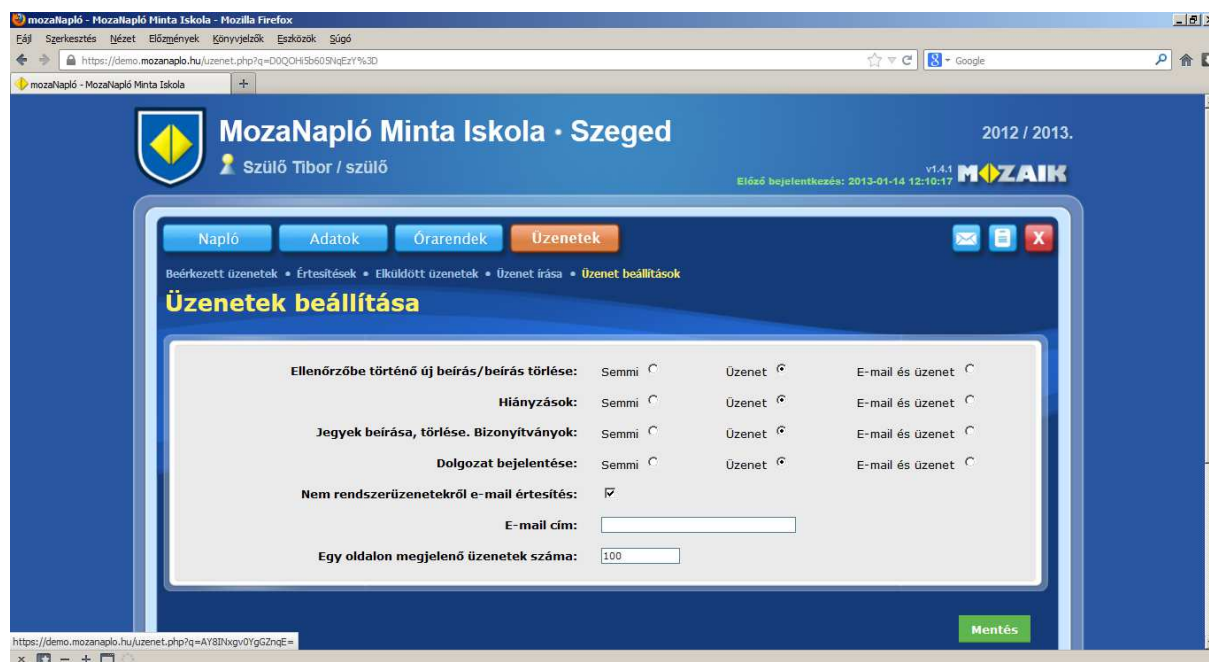 mozaNapló - MozaNapló Minta Iskola - Mozilla Firefox
Fájl Szerkesztés Nézet Előzmények Könyvjelzők Eszközök Súgó
https://demo.mozanaplo.hu/uzenet.php?q=D0QOHi5b605NqEzY%3D
Google
mozaNapló - MozaNapló Minta Iskola
MozaNapló Minta Iskola · Szeged
2012 / 2013.
Szülő Tibor / szülő
v1.4.1
Előző bejelentkezés: 2013-01-14 12:10:17
MOZAIK
Napló Adatok Órarendek Üzenetek X
Beérkezett üzenetek • Értesítések • Elküldött üzenetek • Üzenet írása • Üzenet beállítások
Üzenetek beállítása
Ellenőrzőbe történő új beírás/beírás törlése: Semmi Üzenet E-mail és üzenet
Hiányzások: Semmi Üzenet E-mail és üzenet
Jegyek beírása, törlése. Bizonyítványok: Semmi Üzenet E-mail és üzenet
Dolgozat bejelentése: Semmi Üzenet E-mail és üzenet
Nem rendszerüzenetekről e-mail értesítés:
E-mail cím:
Egy oldalon megjelenő üzenetek száma: 100
Mentés
https://demo.mozanaplo.hu/uzenet.php?q=AY8INxgv0YgGZnqE=